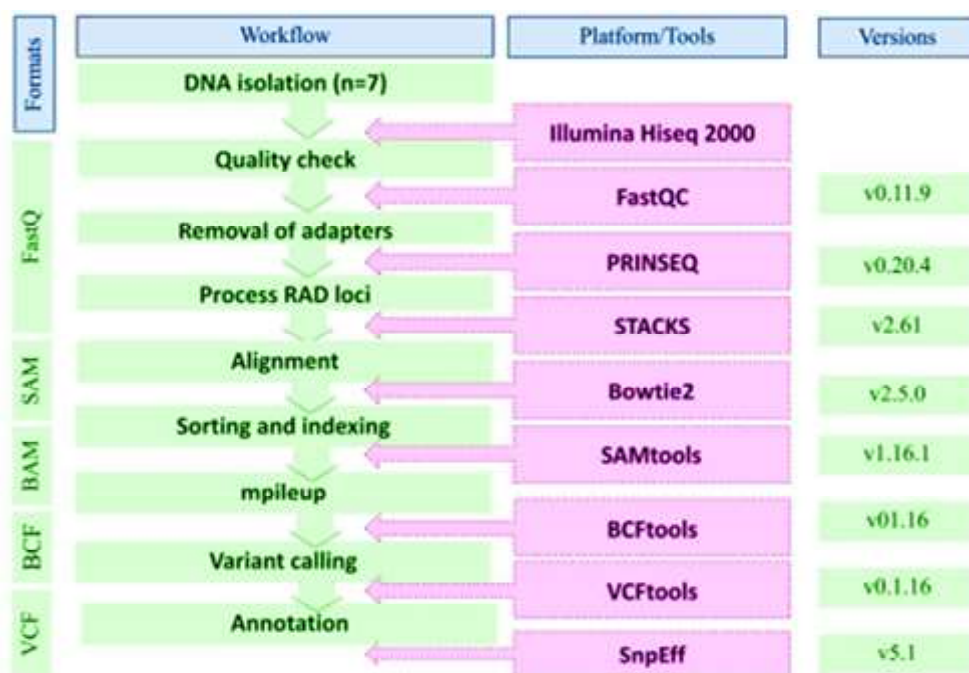 Formats
Workflow
Platform/Tools
Versions
DNA isolation (n=7)
Illumina Hiseq 2000
Quality check
FastQC
v0.11.9
FastQ
Removal of adapters
PRINSEQ
v0.20.4
Process RAD loci
STACKS
v2.61
SAM
Alignment
Bowtie2
v2.5.0
Sorting and indexing
SAMtools
v1.16.1
BAM
mpileup
BCFtools
v01.16
BCF
Variant calling
VCFtools
v0.1.16
VCF
Annotation
SnpEff
v5.1